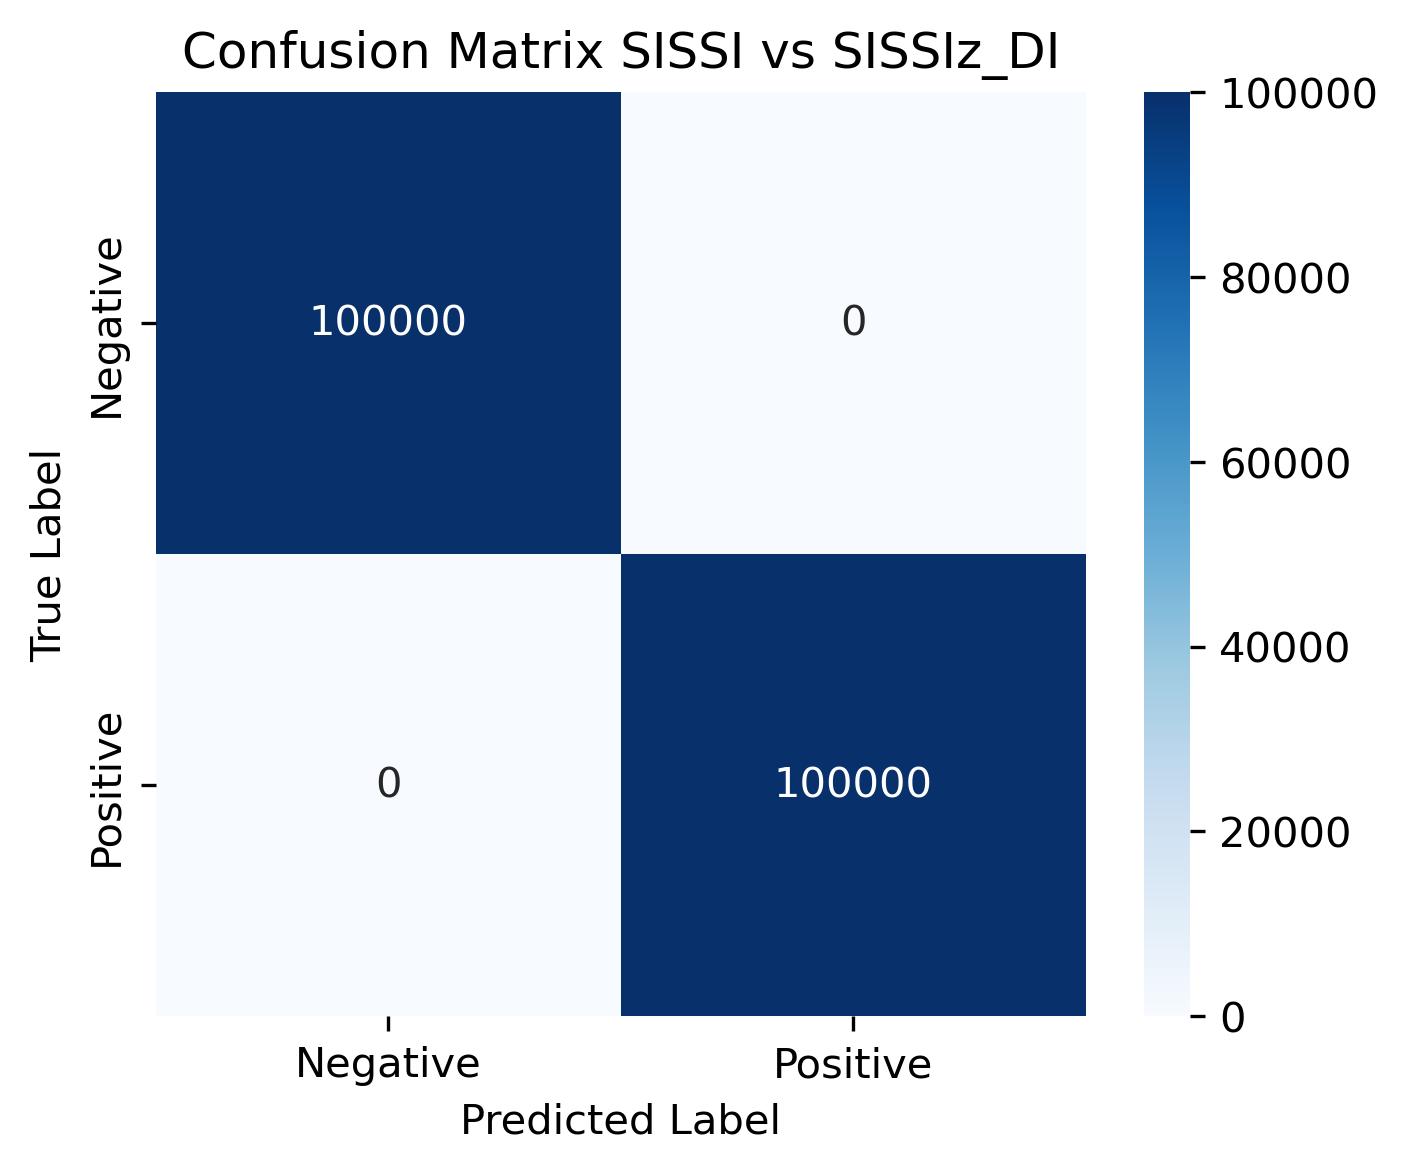 Confusion Matrix SISSI vs SISSIz_DI
True Label
Negative
Positive
100000
0
0
100000
Negative
Positive
Predicted Label
100000
80000
60000
40000
20000
0